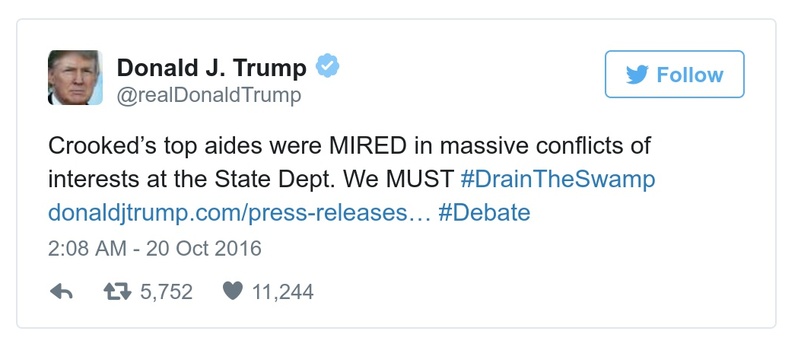 Donald J. Trump
@realDonaldTrump
Follow
Crooked’s top aides were MIRED in massive conflicts of
interests at the State Dept. We MUST #DrainTheSwamp
donaldjtrump.com/press-releases… #Debate
2:08 AM - 20 Oct 2016
5,752 11,244